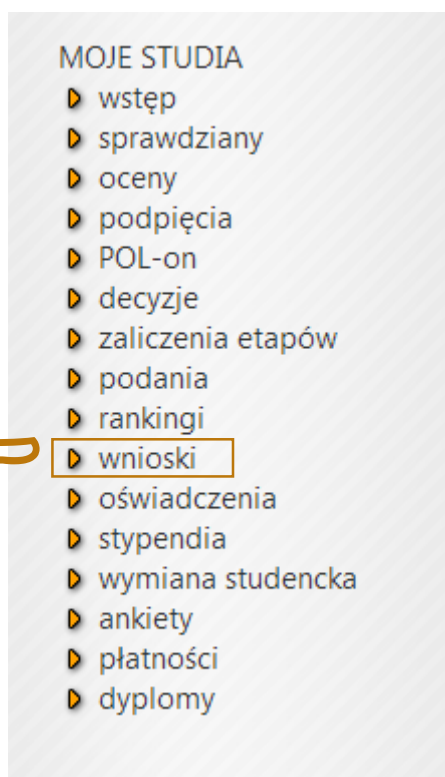 MOJE STUDIA
wstęp
sprawdziany
oceny
podpięcia
POL-on
decyzje
zaliczenia etapów
podania
rankingi
wnioski
oświadczenia
stypendia
wymiana studencka
ankiety
płatności
dyplomy